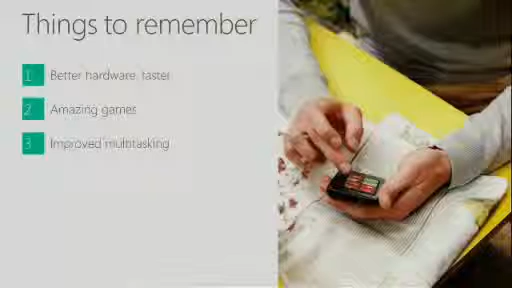 Things to remember
1 Better hardware, faster
2 Amazing games
3 Improved multitasking